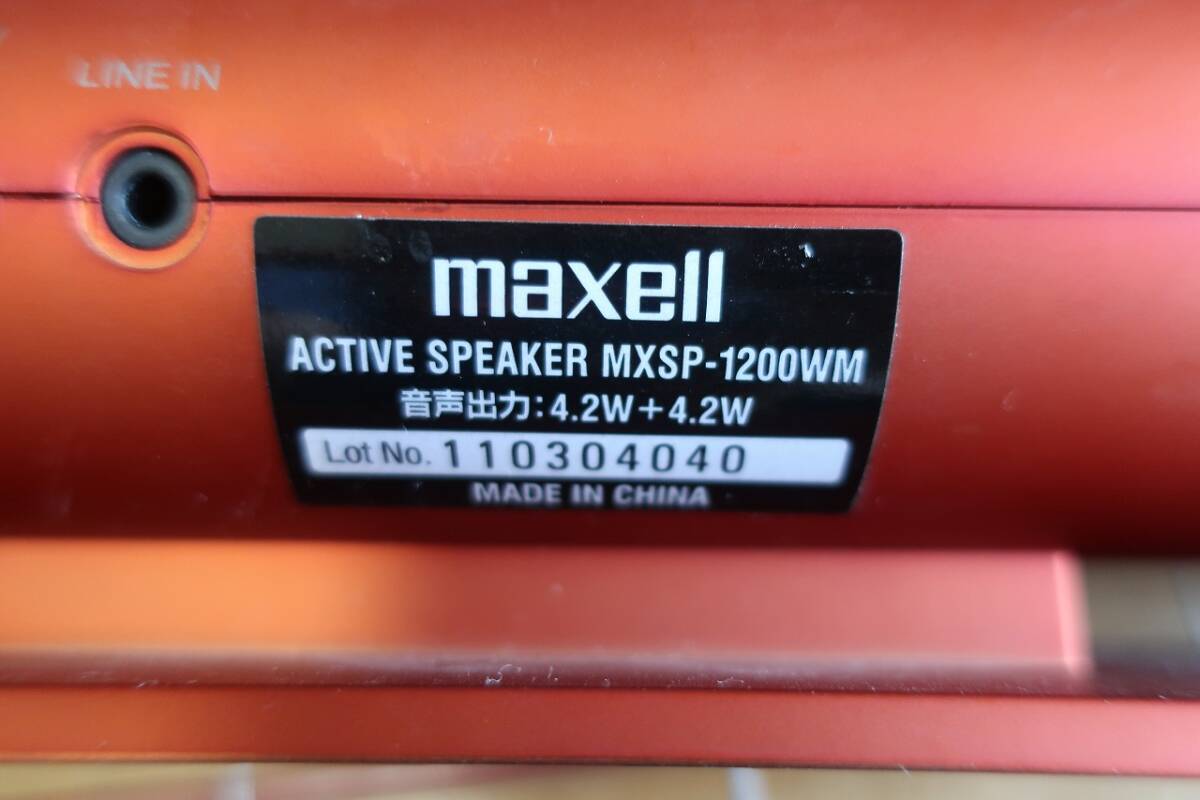 LINE IN
maxell
ACTIVE SPEAKER MXSP-1200WM
音声出力：4.2W＋4.2W
Lot No. 110304040
MADE IN CHINA